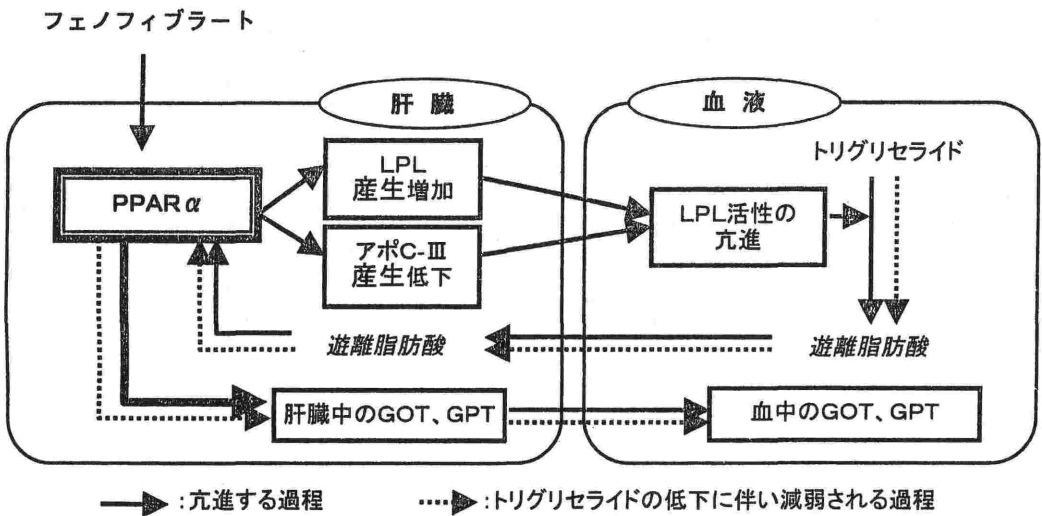 フェノフィブラート
肝 臓
血 液
PPARα
LPL
産生増加
アポC-Ⅲ
産生低下
トリグリセライド
LPL活性の
亢進
遊離脂肪酸
遊離脂肪酸
肝臓中のGOT、GPT
血中のGOT、GPT
:亢進する過程
:トリグリセライドの低下に伴い減弱される過程